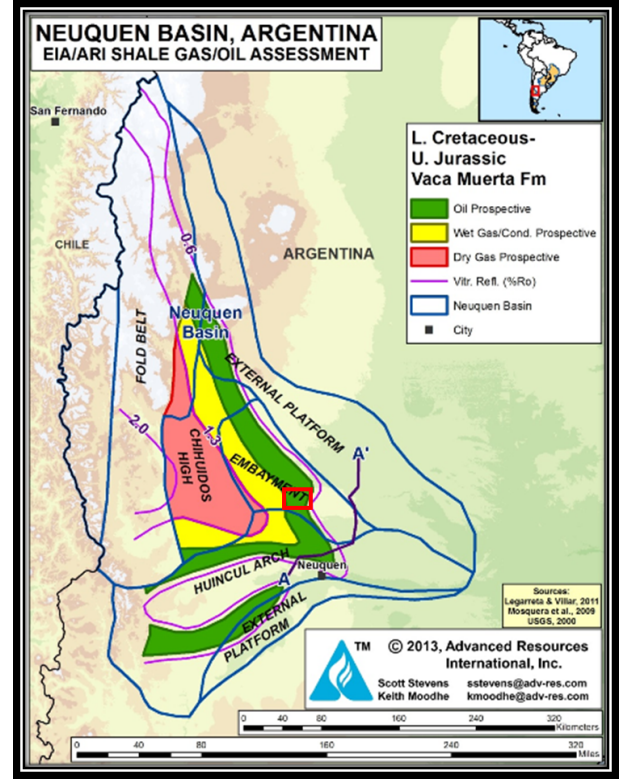 NEUQUEN BASIN, ARGENTINA
EIA/ARI SHALE GAS/OIL ASSESSMENT
San Fernando
L. Cretaceous-
U. Jurassic
Vaca Muerta Fm
Oil Prospective
Wet Gas/Cond. Prospective
Dry Gas Prospective
Vitr. Refl. (%Ro)
Neuquen Basin
City
CHILE
0.6
ARGENTINA
Neuquen
Basin
FOLD BELT
EXTERNAL PLATFORM
2.0
1.3
CHIHUIDOS
HIGH
EMBAYMENT
A'
HUINCUL ARCH
Neuquen
A
EXTERNAL
PLATFORM
Sources:
Legarreta & Villar, 2011
Mosquera et al., 2009
USGS, 2000
TM
© 2013, Advanced Resources
International, Inc.
Scott Stevens sstevens@adv-res.com
Keith Moodhe kmoodhe@adv-res.com
0 40 80 160 240 320
Kilometers
0 40 80 160 240 320
Miles